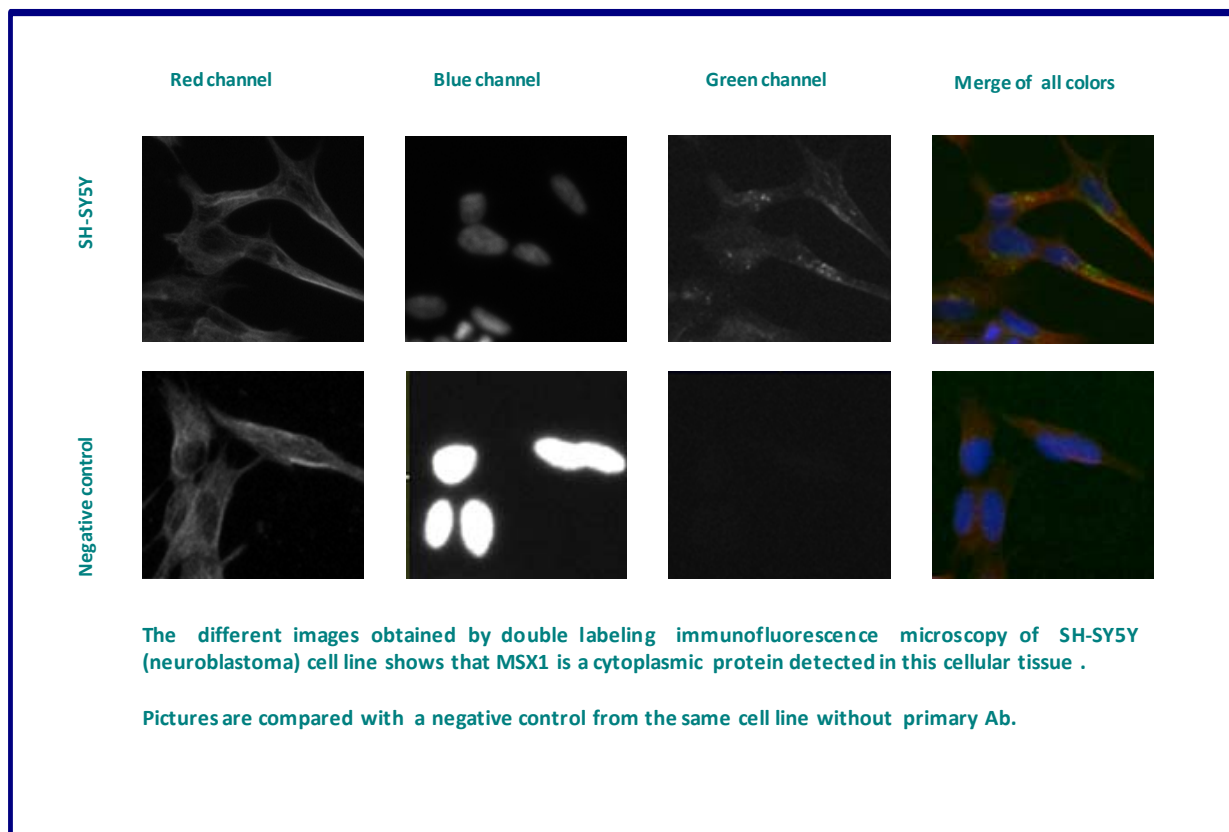 Red channel
Blue channel
Green channel
Merge of all colors
SH-SY5Y
Negative control
The different images obtained by double labeling immunofluorescence microscopy of SH-SY5Y
(neuroblastoma) cell line shows that MSX1 is a cytoplasmic protein detected in this cellular tissue .
Pictures are compared with a negative control from the same cell line without primary Ab.